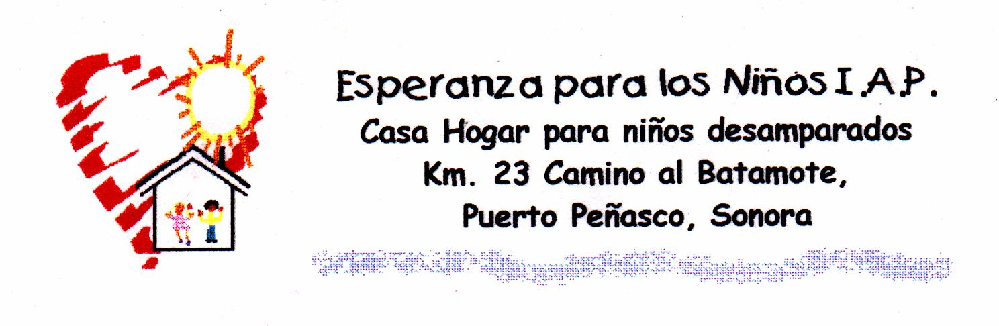 Esperanza para los Niños I.A.P.
Casa Hogar para niños desamparados
Km. 23 Camino al Batamote,
Puerto Peñasco, Sonora